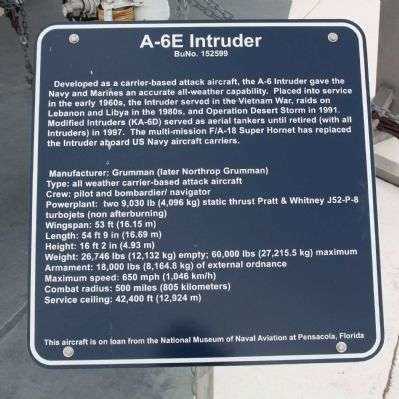 A-6E Intruder
BuNo. 152599
Developed as a carrier-based attack aircraft, the A-6 Intruder gave the
Navy and Marines an accurate all-weather capability. Placed into service
in the early 1960s, the Intruder served in the Vietnam War, raids on
Lebanon and Libya in the 1980s, and Operation Desert Storm in 1991.
Modified Intruders (KA-6D) served as aerial tankers until retired (with all
Intruders) in 1997. The multi-mission F/A-18 Super Hornet has replaced
the Intruder aboard US Navy aircraft carriers.
Manufacturer: Grumman (later Northrop Grumman)
Type: all weather carrier-based attack aircraft
Crew: pilot and bombardier/ navigator
Powerplant: two 9,030 lb (4,096 kg) static thrust Pratt & Whitney J52-P-8
turbojets (non afterburning)
Wingspan: 53 ft (16.15 m)
Length: 54 ft 9 in (16.69 m)
Height: 16 ft 2 in (4.93 m)
Weight: 26,746 lbs (12,132 kg) empty; 60,000 lbs (27,215.5 kg) maximum
Armament: 18,000 lbs (8,164.8 kg) of external ordnance
Maximum speed: 650 mph (1,046 km/h)
Combat radius: 500 miles (805 kilometers)
Service ceiling: 42,400 ft (12,924 m)
This aircraft is on loan from the National Museum of Naval Aviation at Pensacola, Florida